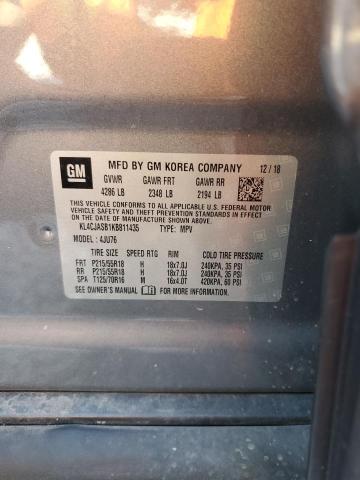 GM
MFD BY GM KOREA COMPANY 12/18
GVWR GAWR FRT GAWR RR
4286 LB 2348 LB 2194 LB
THIS VEHICLE CONFORMS TO ALL APPLICABLE U.S. FEDERAL MOTOR
VEHICLE SAFETY, BUMPER, AND THEFT PREVENTION STANDARDS IN
EFFECT ON THE DATE OF MANUFACTURE SHOWN ABOVE.
KL4CJASB1KB811435 TYPE: MPV
MODEL: 4JU76
TIRE SIZE SPEED RTG RIM COLD TIRE PRESSURE
FRT P215/55R18 H 18x7.0J 240KPA, 35 PSI
RR P215/55R18 H 18x7.0J 240KPA, 35 PSI
SPA T125/70R16 M 16x4.0T 420KPA, 60 PSI
SEE OWNER'S MANUAL FOR MORE INFORMATION.